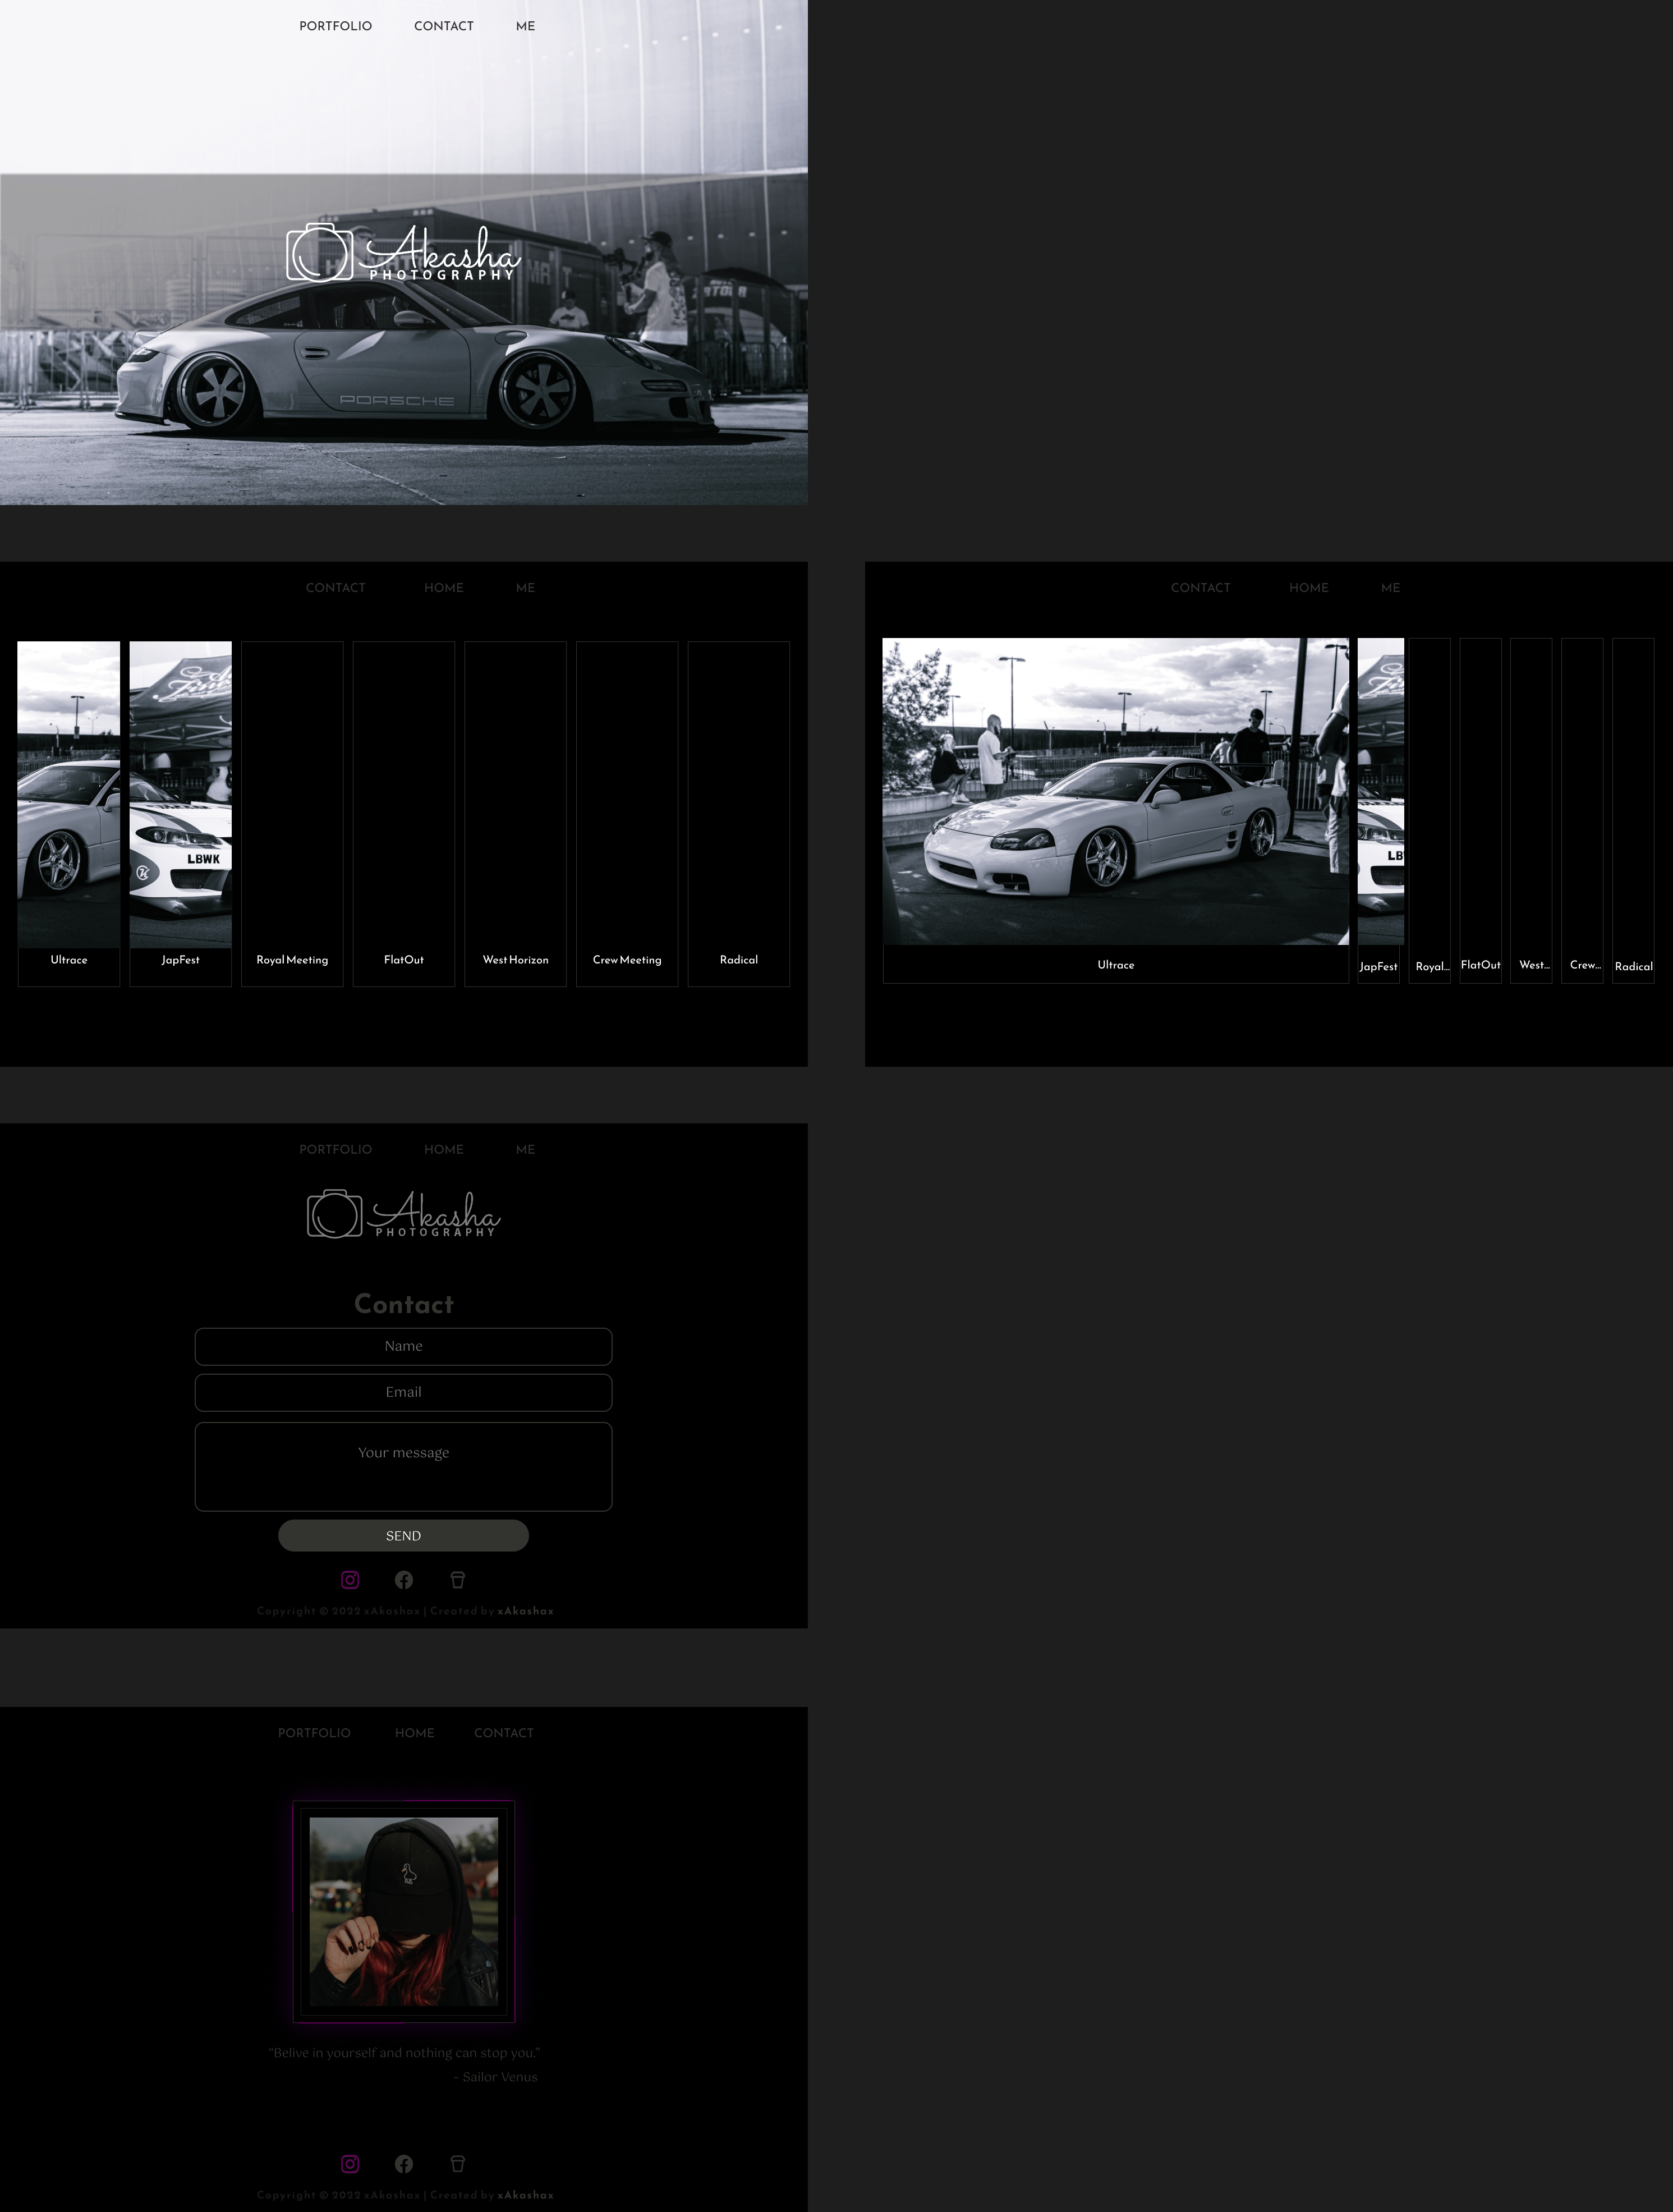 PORTFOLIO CONTACT ME
Akasha
PHOTOGRAPHY
PORSCHE
CONTACT HOME ME
LBWK
Ultrace JapFest Royal Meeting FlatOut West Horizon Crew Meeting Radical
CONTACT HOME ME
Ultrace JapFest Royal... FlatOut West... Crew... Radical
PORTFOLIO HOME ME
Akasha
PHOTOGRAPHY
Contact
Name
Email
Your message
SEND
Copyright © 2022 xAkashax | Created by xAkashax
PORTFOLIO HOME CONTACT
“Belive in yourself and nothing can stop you.”
- Sailor Venus
Copyright © 2022 xAkashax | Created by xAkashax